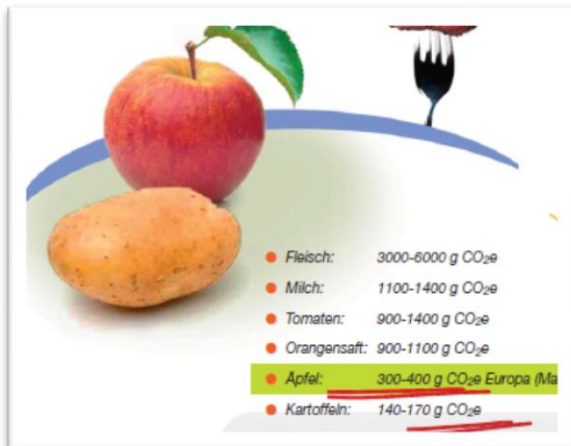 Fleisch: 3000-6000 g CO₂e
Milch: 1100-1400 g CO₂e
Tomaten: 900-1400 g CO₂e
Orangensaft: 900-1100 g CO₂e
Äpfel: 300-400 g CO₂e Europa (Ma
Kartoffeln: 140-170 g CO₂e